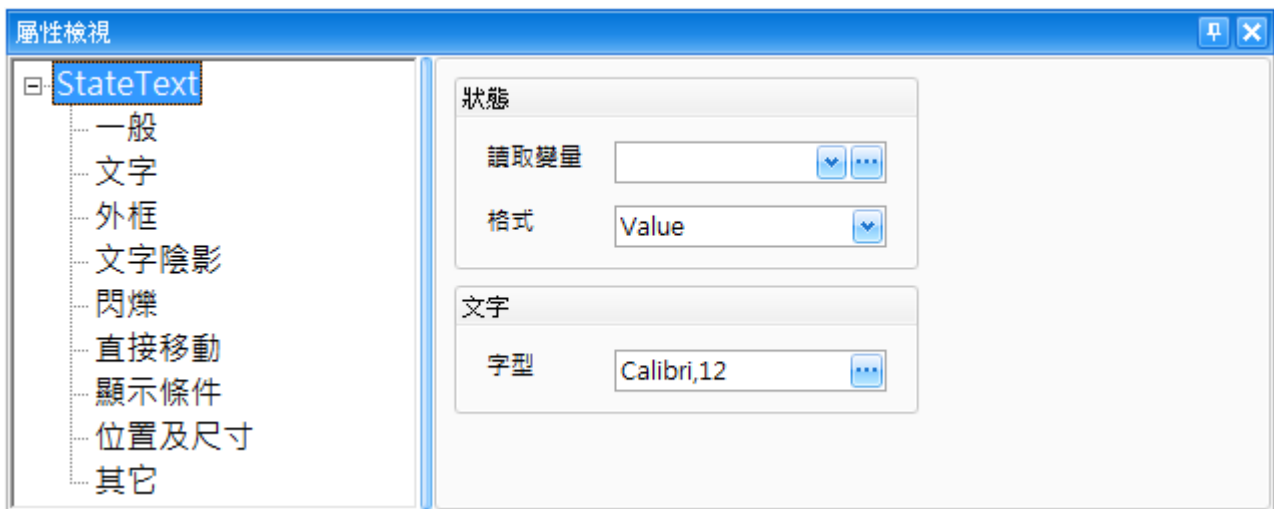 屬性檢視
StateText
一般
文字
外框
文字陰影
閃爍
直接移動
顯示條件
位置及尺寸
其它
狀態
讀取變量
格式
Value
文字
字型
Calibri,12